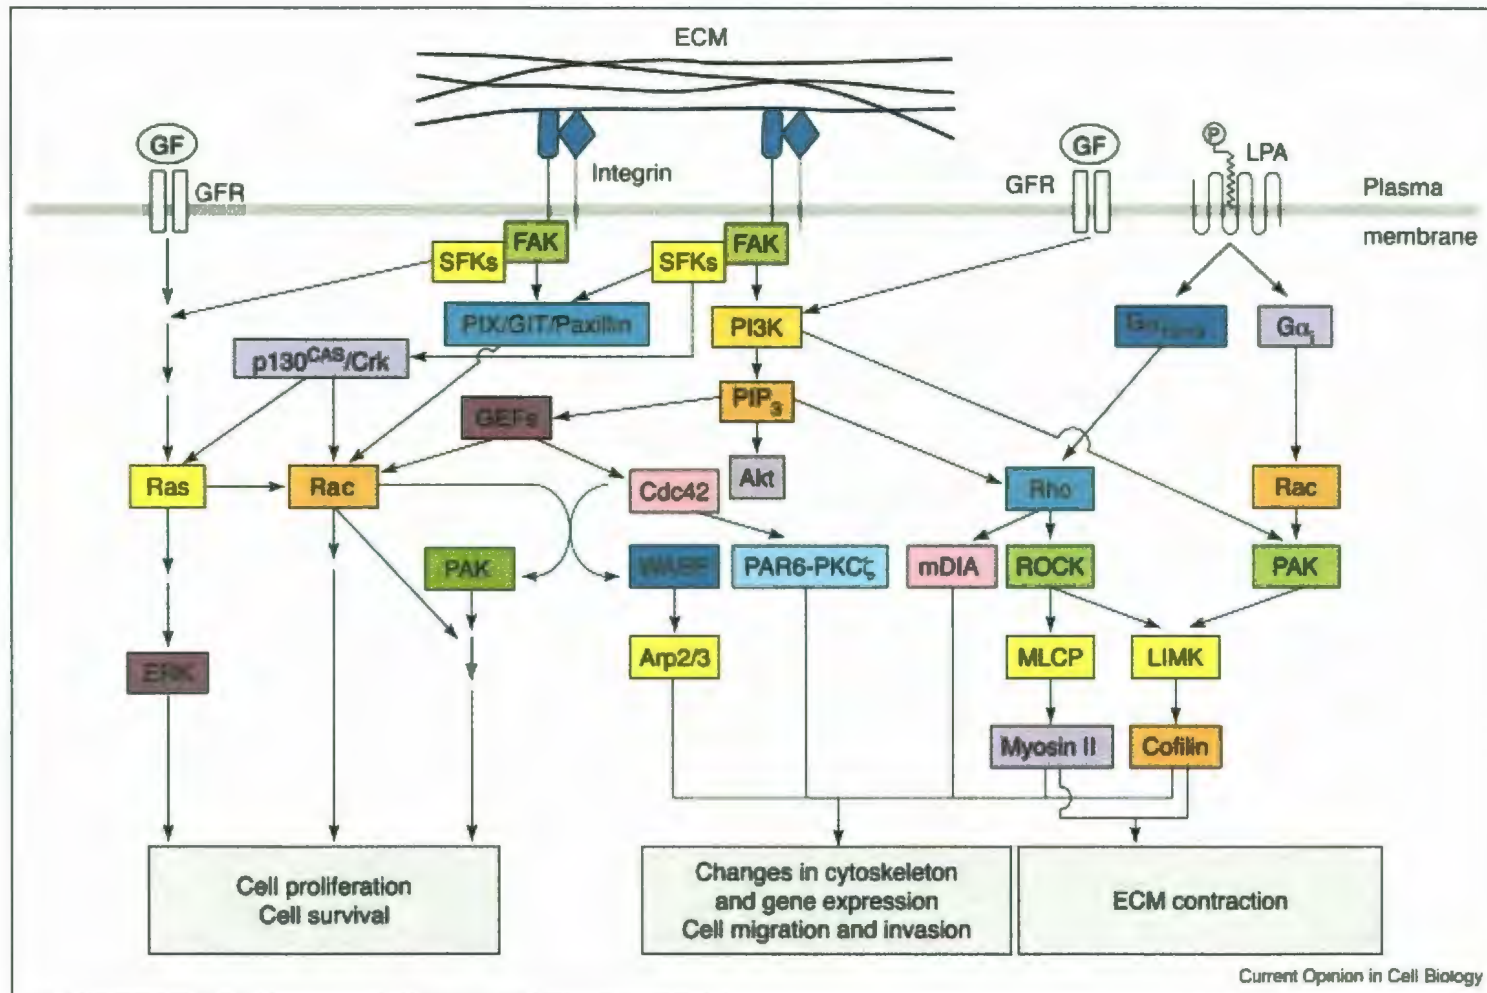 ECM
GF
GFR
Integrin
GFR
GF
P
LPA
Plasma
membrane
SFKs
FAK
SFKs
FAK
PIX/GIT/Paxillin
PI3K
Gαi
p130CAS/Crk
GEFs
PIP3
Akt
Ras
Rac
Cdc42
Rho
Rac
PAK
PAR6-PKCζ
mDIA
ROCK
PAK
ERK
Arp2/3
MLCP
LIMK
Myosin II
Cofilin
Cell proliferation
Cell survival
Changes in cytoskeleton
and gene expression
Cell migration and invasion
ECM contraction
Current Opinion in Cell Biology